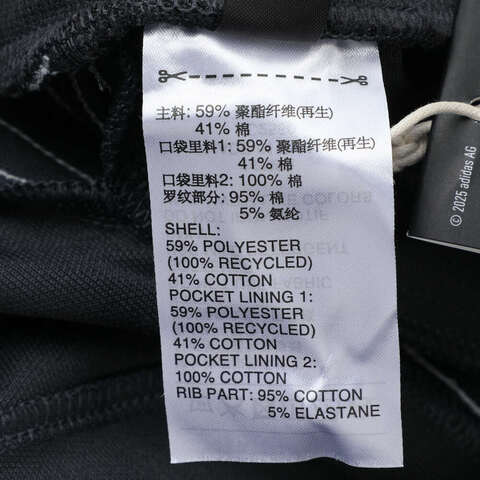 主料: 59% 聚酯纤维(再生)
41% 棉
口袋里料1: 59% 聚酯纤维(再生)
41% 棉
口袋里料2: 100% 棉
罗纹部分: 95% 棉
5% 氨纶
SHELL:
59% POLYESTER
(100% RECYCLED)
41% COTTON
POCKET LINING 1:
59% POLYESTER
(100% RECYCLED)
41% COTTON
POCKET LINING 2:
100% COTTON
RIB PART: 95% COTTON
5% ELASTANE
© 2025 adidas AG